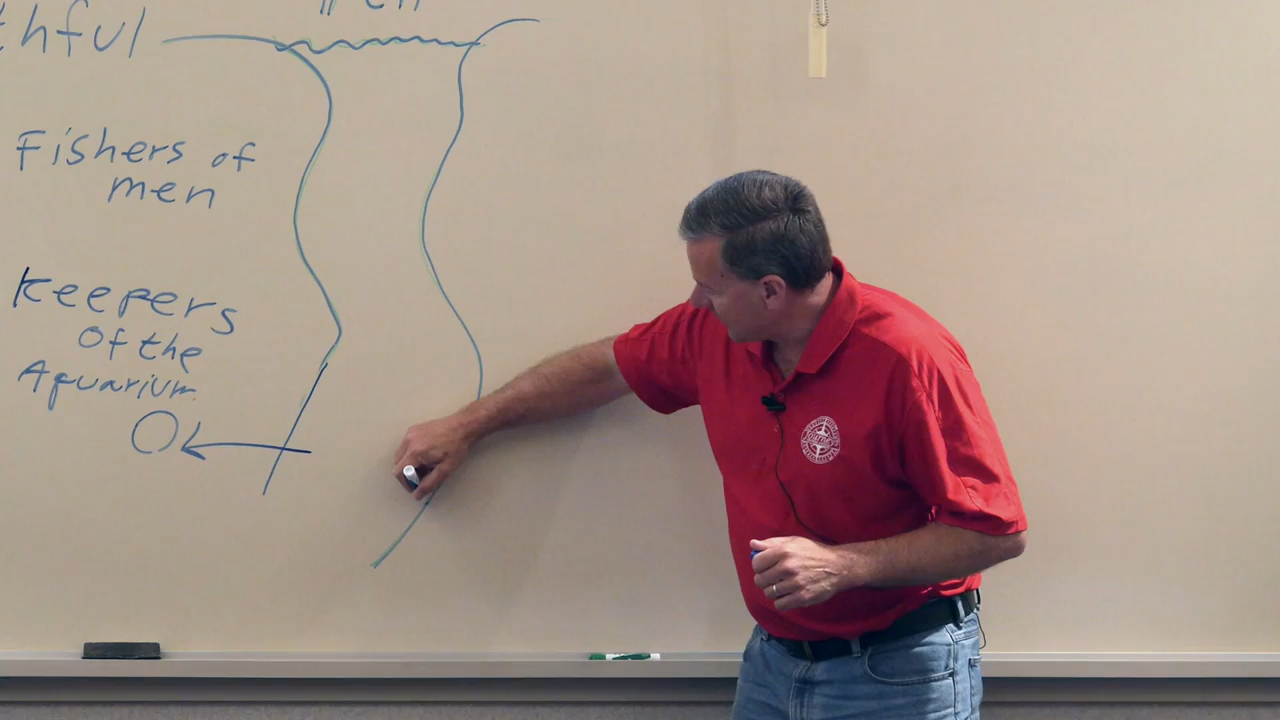 Fishers of
men
Keepers
Of the
Aquarium